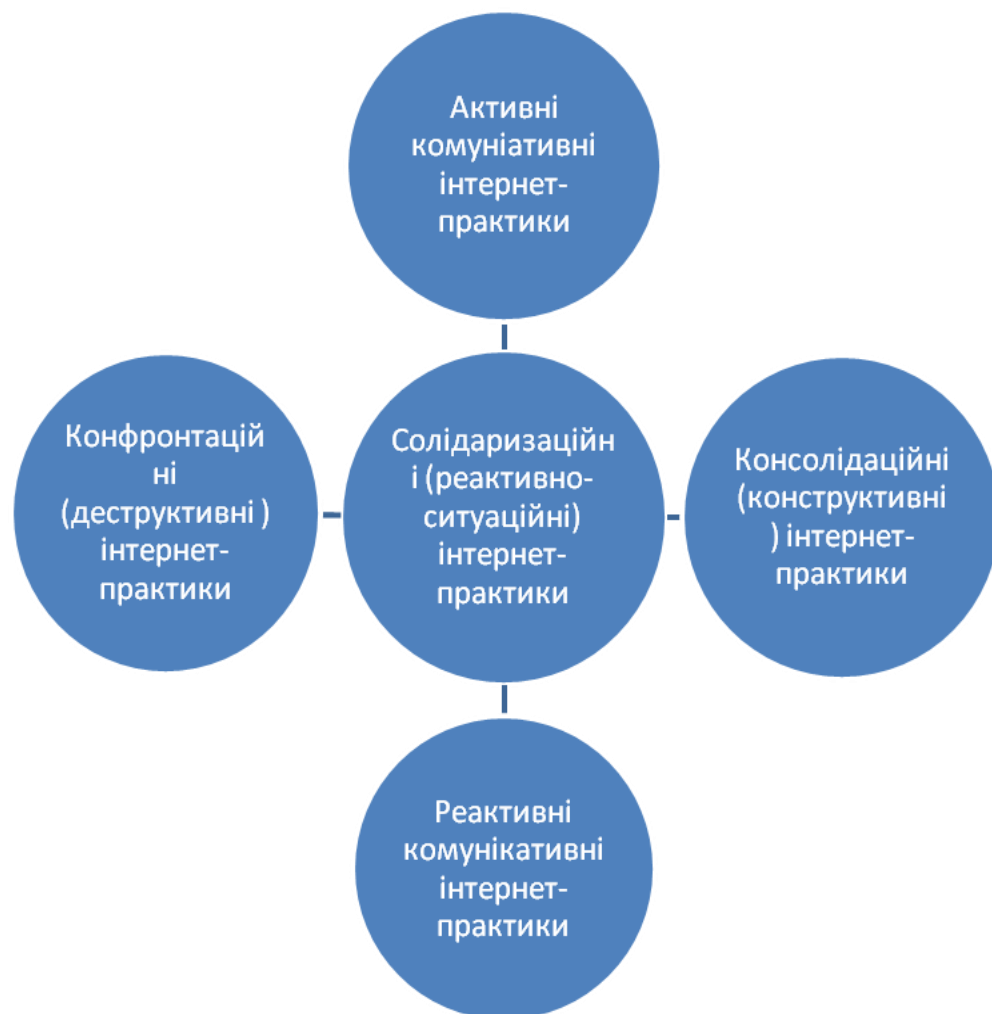 Активні
комуніативні
інтернет-
практики
Конфронтацій
ні
(деструктивні )
інтернет-
практики
Солідаризаційн
і (реактивно-
ситуаційні)
інтернет-
практики
Консолідаційні
(конструктивні
) інтернет-
практики
Реактивні
комунікативні
інтернет-
практики